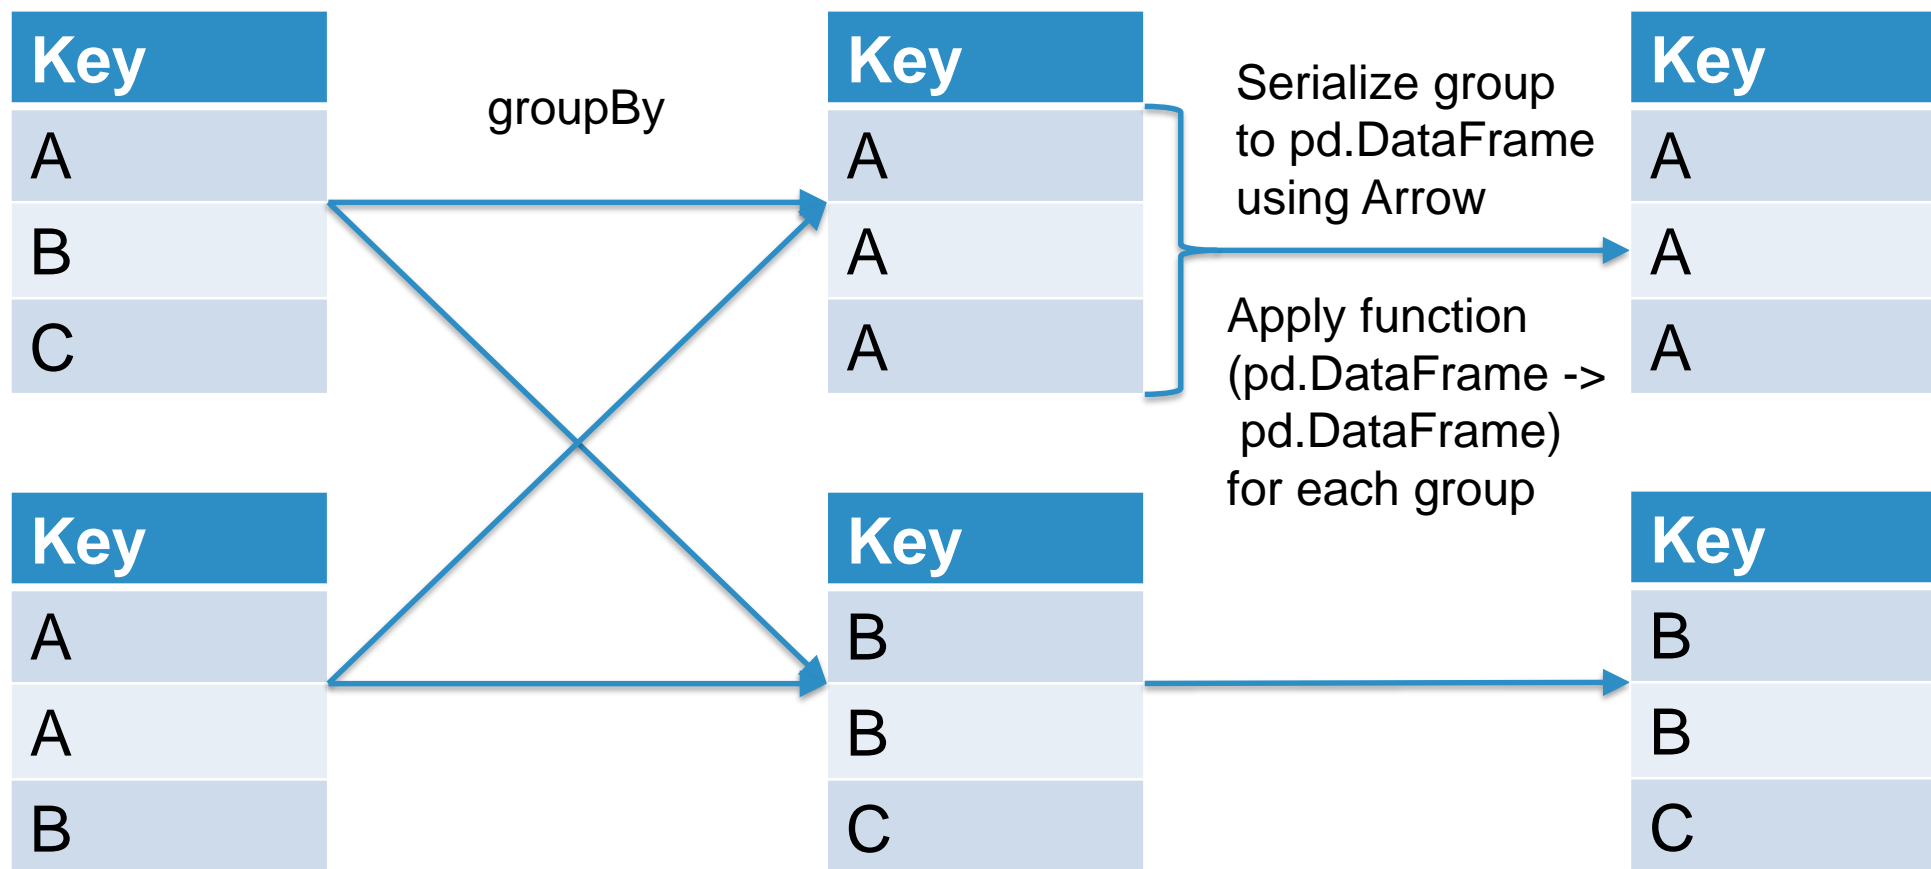 Key
A
B
C
groupBy
Key
A
A
A
Serialize group
to pd.DataFrame
using Arrow
Apply function
(pd.DataFrame ->
pd.DataFrame)
for each group
Key
A
A
A
Key
A
A
B
Key
B
B
C
Key
B
B
C